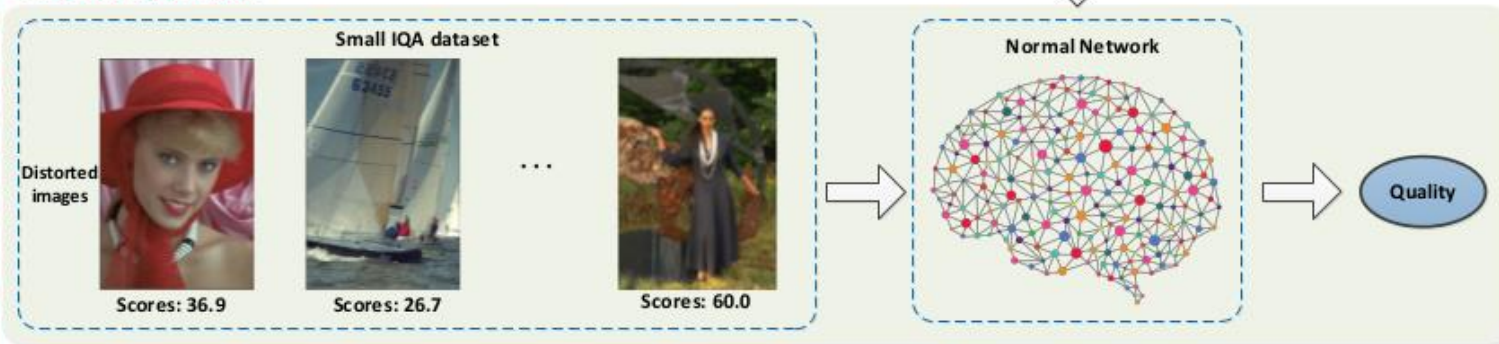 Small IQA dataset
Normal Network
Distorted
images
...
Quality
Scores: 36.9
Scores: 26.7
Scores: 60.0